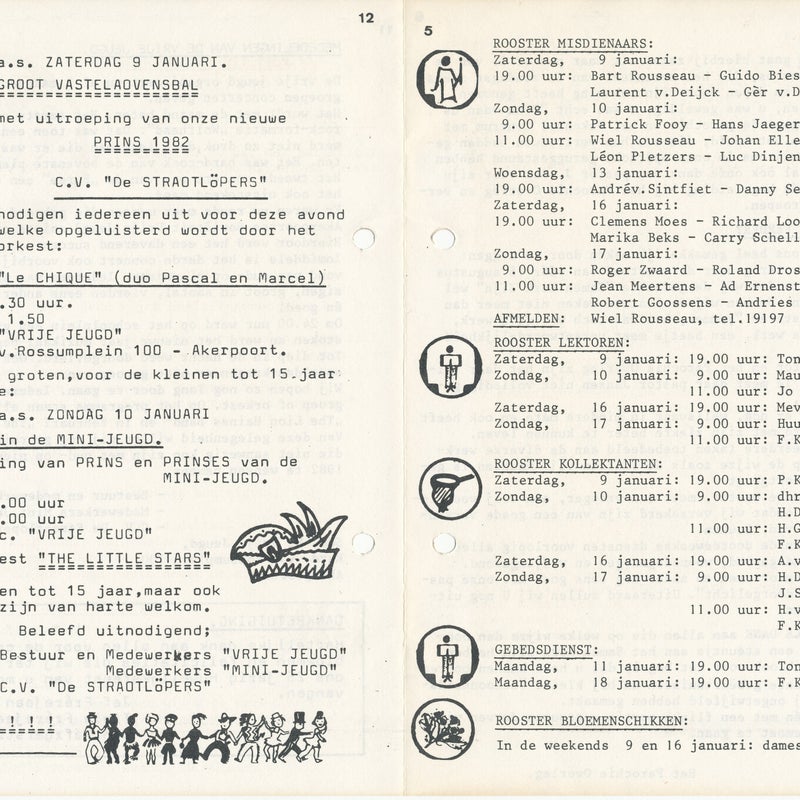 12
a.s. ZATERDAG 9 JANUARI.
GROOT VASTELAOVENSBAL
met uitroeping van onze nieuwe
PRINS 1982
C.V. "De STRAOTLöPERS"
nodigen iedereen uit voor deze avond
welke opgeluisterd wordt door het
orkest:
"Le CHIQUE" (duo Pascal en Marcel)
.30 uur.
1.50
"VRIJE JEUGD"
v.Rossumplein 100 - Akerpoort.
groten,voor de kleinen tot 15.jaar
e:
a.s. ZONDAG 10 JANUARI
in de MINI-JEUGD.
ing van PRINS en PRINSES van de
MINI-JEUGD.
.00 uur
.00 uur
c. "VRIJE JEUGD"
est "THE LITTLE STARS"
en tot 15 jaar,maar ook
zijn van harte welkom.
Beleefd uitnodigend;
Bestuur en Medewerkers "VRIJE JEUGD"
Medewerkers "MINI-JEUGD"
C.V. "De STRAOTLöPERS"
! ! ! !
5
ROOSTER MISDIENAARS:
Zaterdag, 9 januari:
19.00 uur: Bart Rousseau - Guido Bies
Laurent v.Deijck - Gèr v.D
Zondag, 10 januari:
9.00 uur: Patrick Fooy - Hans Jaeger
11.00 uur: Wiel Rousseau - Johan Elle
Léon Pletzers - Luc Dinjen
Woensdag, 13 januari:
19.00 uur: Andrév.Sintfiet - Danny Se
Zaterdag, 16 januari:
19.00 uur: Clemens Moes - Richard Loo
Marika Beks - Carry Schell
Zondag, 17 januari:
9.00 uur: Roger Zwaard - Roland Dros
11.00 uur: Jean Meertens - Ad Ernenst
Robert Goossens - Andries
AFMELDEN: Wiel Rousseau, tel.19197
ROOSTER LEKTOREN:
Zaterdag, 9 januari: 19.00 uur: Ton
Zondag, 10 januari: 9.00 uur: Mau
11.00 uur: Jo
Zaterdag, 16 januari: 19.00 uur: Mev
Zondag, 17 januari: 9.00 uur: Huu
11.00 uur: F.K
ROOSTER KOLLEKTANTEN:
Zaterdag, 9 januari: 19.00 uur: P.K
Zondag, 10 januari: 9.00 uur: dhr
H.D
11.00 uur: H.G
F.K
Zaterdag, 16 januari: 19.00 uur: A.v
Zondag, 17 januari: 9.00 uur: H.D
J.S
11.00 uur: H.v
F.K
GEBEDSDIENST:
Maandag, 11 januari: 19.00 uur: Ton
Maandag, 18 januari: 19.00 uur: F.K
ROOSTER BLOEMENSCHIKKEN:
In de weekends 9 en 16 januari: dames